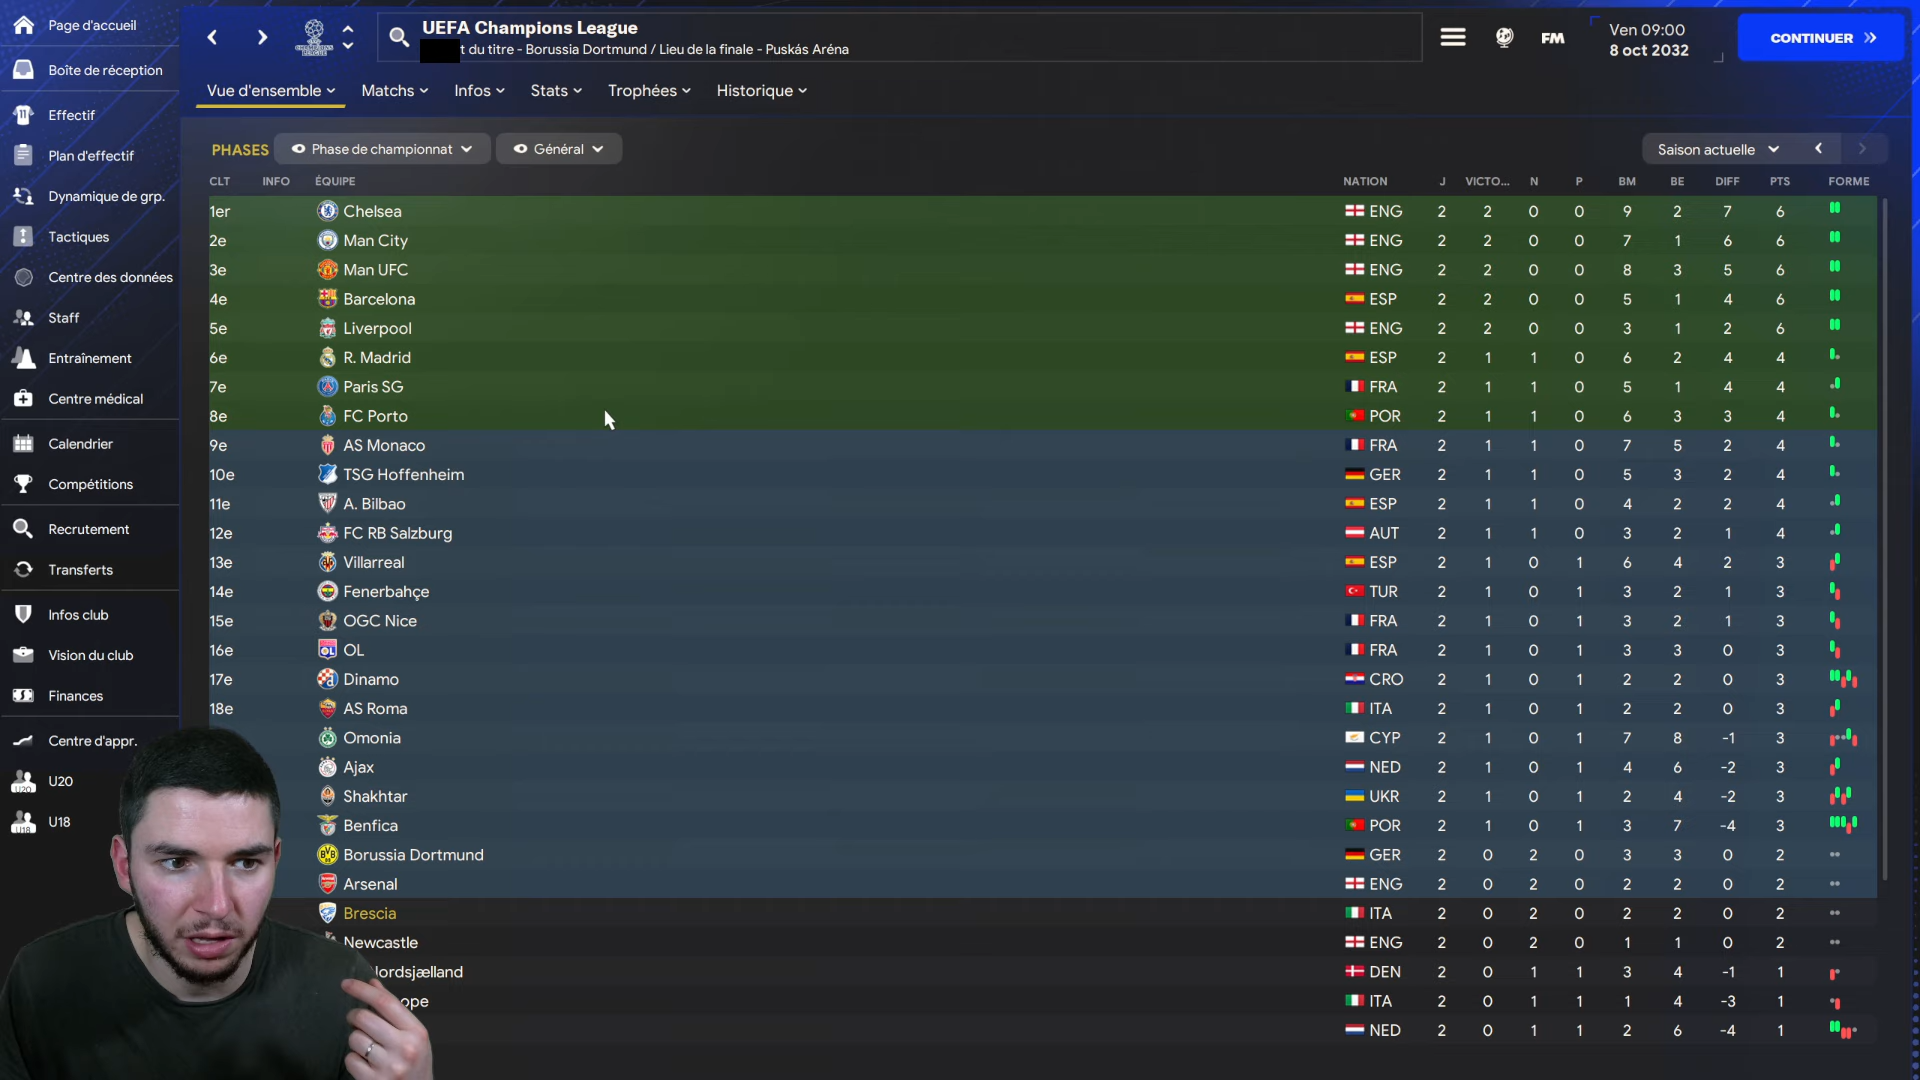 Page d'accueil
Boîte de réception
Effectif
Plan d'effectif
Dynamique de grp.
Tactiques
Centre des données
Staff
Entraînement
Centre médical
Calendrier
Compétitions
Recrutement
Transferts
Infos club
Vision du club
Finances
Centre d'appr.
U20 U20
U18 U18
UEFA Champions League
t du titre - Borussia Dortmund / Lieu de la finale - Puskás Aréna
FM
Ven 09:00
8 oct 2032
CONTINUER
Vue d'ensemble Matchs Infos Stats Trophées Historique
PHASES Phase de championnat Général Saison actuelle
CLT INFO ÉQUIPE NATION J VICTO... N P BM BE DIFF PTS FORME
1er Chelsea ENG 2 2 0 0 9 2 7 6
2e Man City ENG 2 2 0 0 7 1 6 6
3e Man UFC ENG 2 2 0 0 8 3 5 6
4e Barcelona ESP 2 2 0 0 5 1 4 6
5e Liverpool ENG 2 2 0 0 3 1 2 6
6e R. Madrid ESP 2 1 1 0 6 2 4 4
7e Paris SG FRA 2 1 1 0 5 1 4 4
8e FC Porto POR 2 1 1 0 6 3 3 4
9e AS Monaco FRA 2 1 1 0 7 5 2 4
10e TSG Hoffenheim GER 2 1 1 0 5 3 2 4
11e A. Bilbao ESP 2 1 1 0 4 2 2 4
12e FC RB Salzburg AUT 2 1 1 0 3 2 1 4
13e Villarreal ESP 2 1 0 1 6 4 2 3
14e Fenerbahçe TUR 2 1 0 1 3 2 1 3
15e OGC Nice FRA 2 1 0 1 3 2 1 3
16e OL FRA 2 1 0 1 3 3 0 3
17e Dinamo CRO 2 1 0 1 2 2 0 3
18e AS Roma ITA 2 1 0 1 2 2 0 3
Omonia CYP 2 1 0 1 7 8 -1 3
Ajax NED 2 1 0 1 4 6 -2 3
Shakhtar UKR 2 1 0 1 2 4 -2 3
Benfica POR 2 1 0 1 3 7 -4 3
Borussia Dortmund GER 2 0 2 0 3 3 0 2
Arsenal ENG 2 0 2 0 2 2 0 2
Brescia ITA 2 0 2 0 2 2 0 2
Newcastle ENG 2 0 2 0 1 1 0 2
lordsjælland DEN 2 0 1 1 3 4 -1 1
ope ITA 2 0 1 1 1 4 -3 1
NED 2 0 1 1 2 6 -4 1